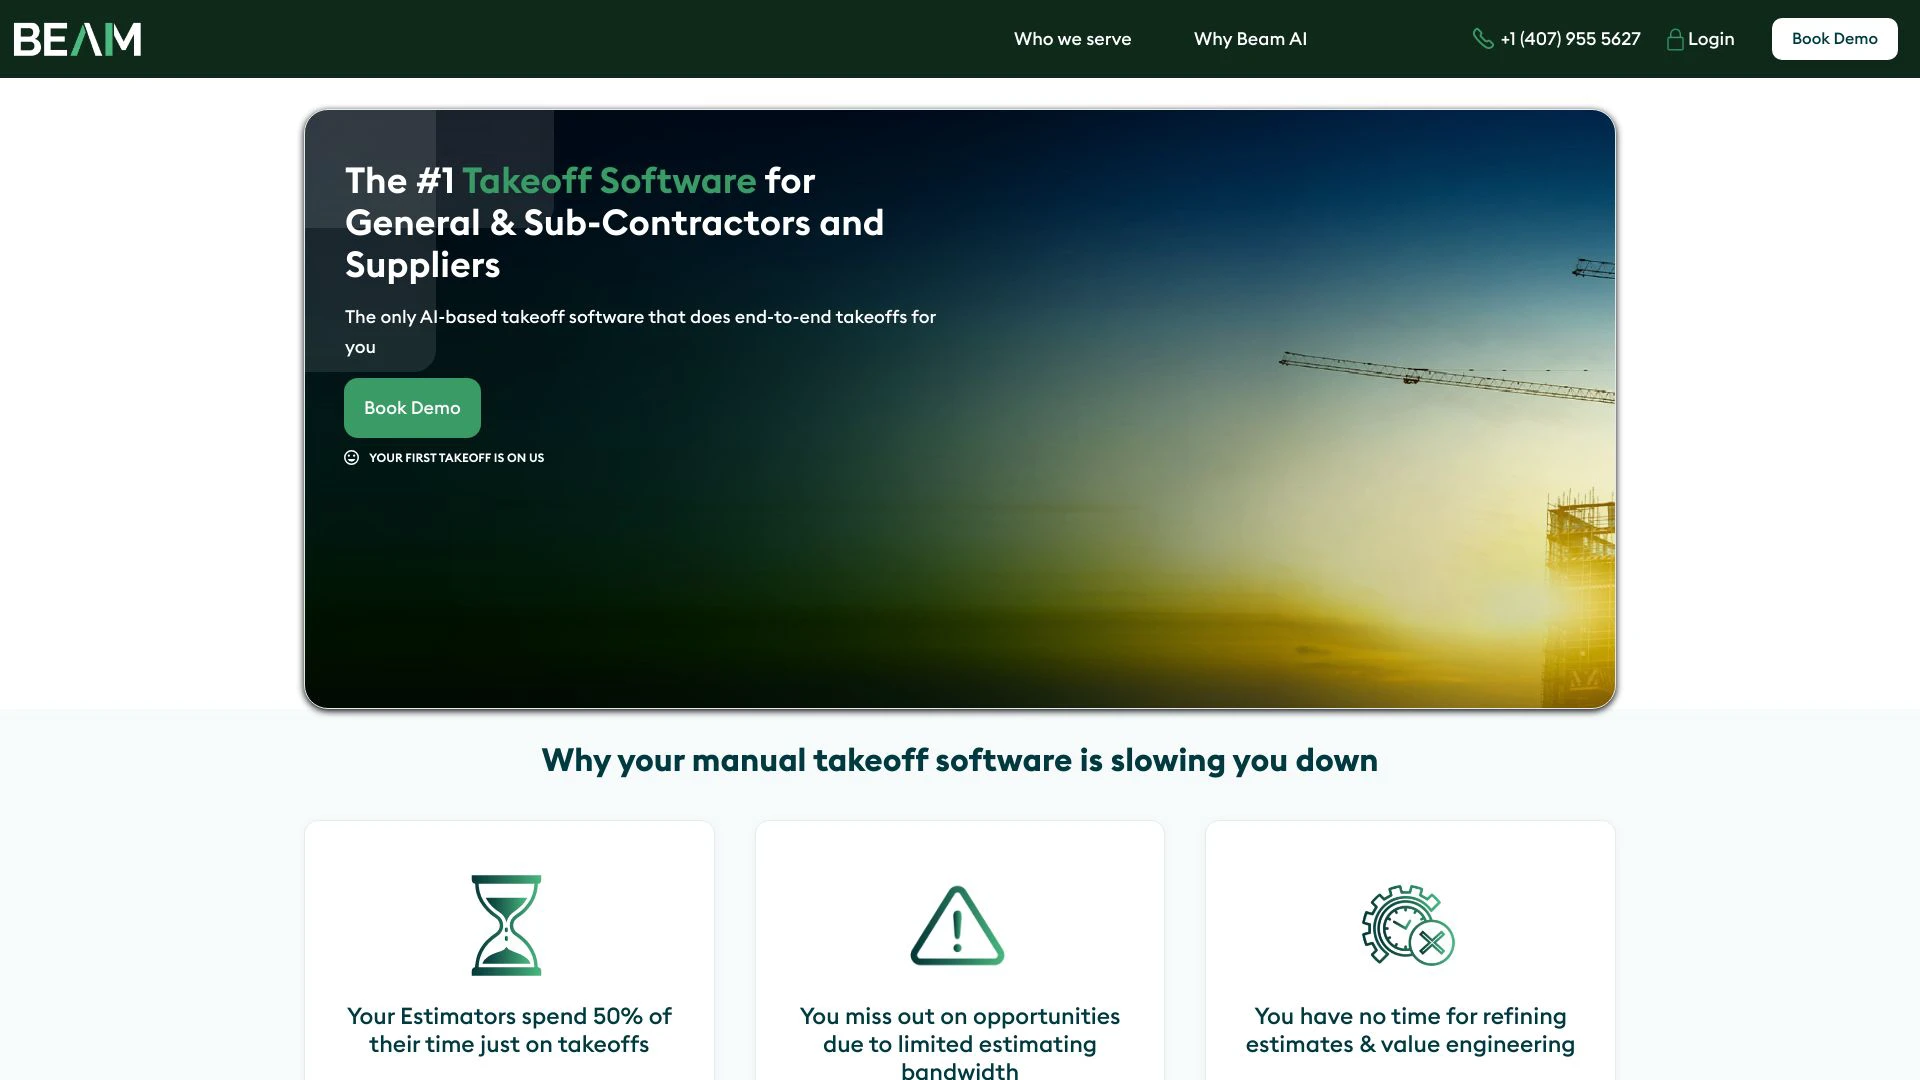 BEAM
Who we serve
Why Beam AI
+1 (407) 955 5627
Login
Book Demo
The #1 Takeoff Software for
General & Sub-Contractors and
Suppliers
The only AI-based takeoff software that does end-to-end takeoffs for
you
Book Demo
YOUR FIRST TAKEOFF IS ON US
Why your manual takeoff software is slowing you down
Your Estimators spend 50% of
their time just on takeoffs
You miss out on opportunities
due to limited estimating
bandwidth
You have no time for refining
estimates & value engineering